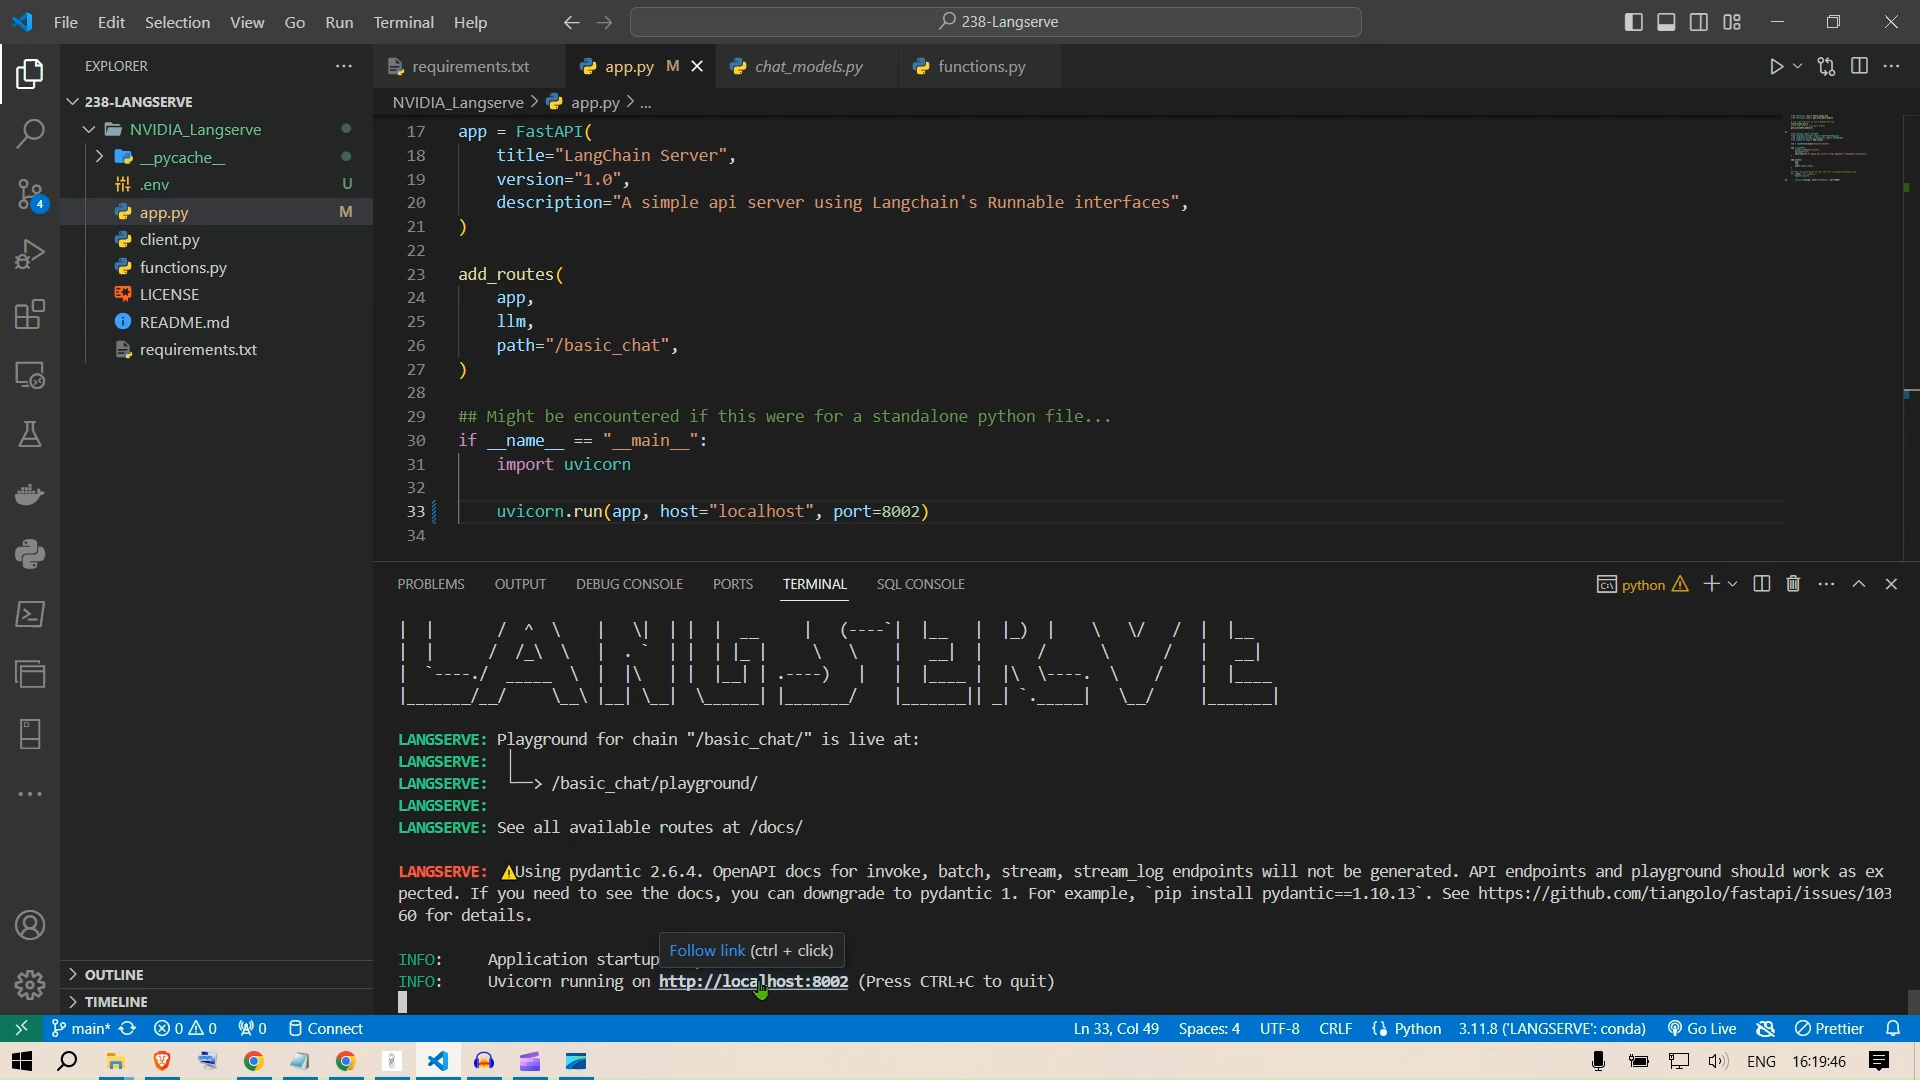 File Edit Selection View Go Run Terminal Help
238-Langserve
EXPLORER
requirements.txt
app.py M
chat_models.py
functions.py
238-LANGSERVE
NVIDIA_Langserve
__pycache__
.env U
app.py M
client.py
functions.py
LICENSE
README.md
requirements.txt
OUTLINE
TIMELINE
4
NVIDIA_Langserve > app.py > ...
17 app = FastAPI(
18 title="LangChain Server",
19 version="1.0",
20 description="A simple api server using Langchain's Runnable interfaces",
21 )
22
23 add_routes(
24 app,
25 llm,
26 path="/basic_chat",
27 )
28
29 ## Might be encountered if this were for a standalone python file...
30 if __name__ == "__main__":
31 import uvicorn
32
33 uvicorn.run(app, host="localhost", port=8002)
34
PROBLEMS OUTPUT DEBUG CONSOLE PORTS TERMINAL SQL CONSOLE
python
LANGSERVE
LANGSERVE: Playground for chain "/basic_chat/" is live at:
LANGSERVE: │
LANGSERVE: └──> /basic_chat/playground/
LANGSERVE:
LANGSERVE: See all available routes at /docs/
LANGSERVE: ⚠Using pydantic 2.6.4. OpenAPI docs for invoke, batch, stream, stream_log endpoints will not be generated. API endpoints and playground should work as ex
pected. If you need to see the docs, you can downgrade to pydantic 1. For example, `pip install pydantic==1.10.13`. See https://github.com/tiangolo/fastapi/issues/103
60 for details.
Follow link (ctrl + click)
INFO: Application startup
INFO: Uvicorn running on http://localhost:8002 (Press CTRL+C to quit)
main* 0 0 0 Connect
Ln 33, Col 49 Spaces: 4 UTF-8 CRLF Python 3.11.8 ('LANGSERVE': conda) Go Live Prettier
ENG 16:19:46